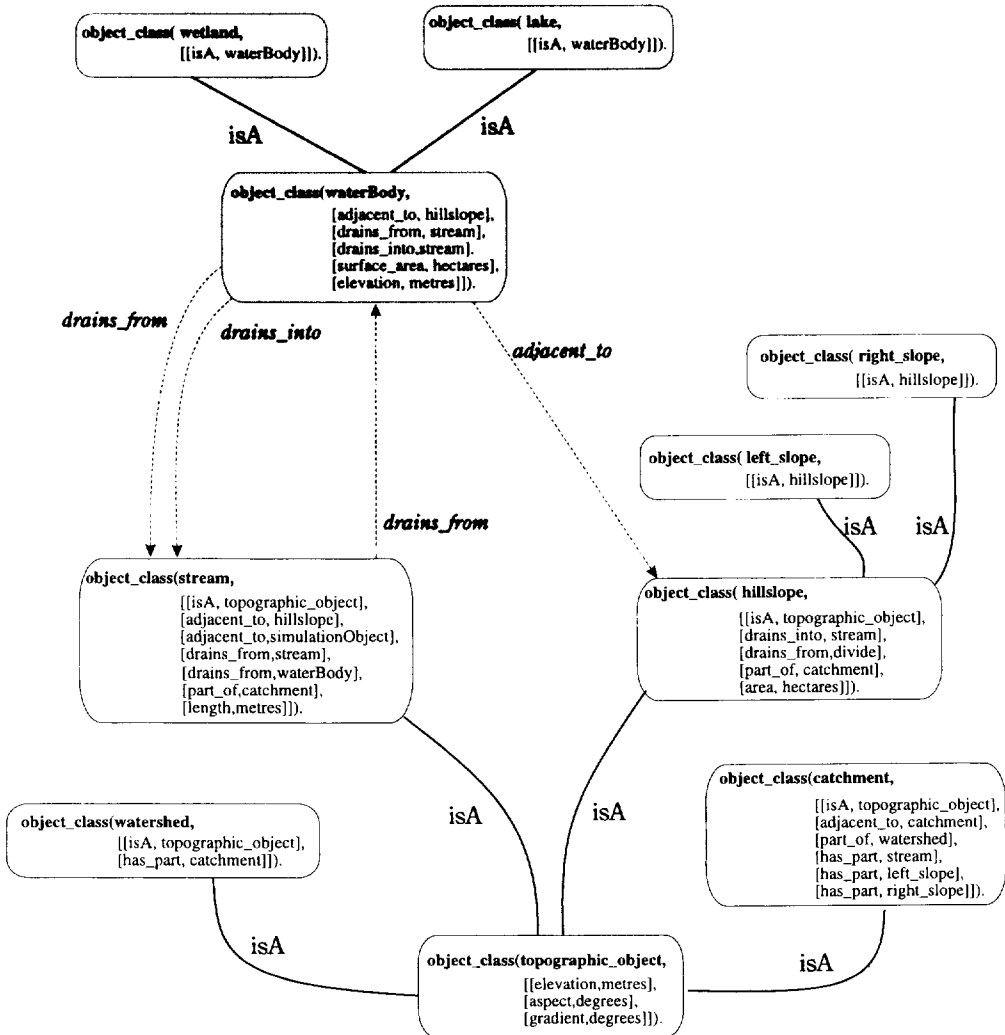 object_class( wetland,
[[isA, waterBody]]).
object_class( lake,
[[isA, waterBody]]).
isA
isA
object_class(waterBody,
[adjacent_to, hillslope],
[drains_from, stream],
[drains_into,stream].
[surface_area, hectares],
[elevation, metres]]).
drains_from
drains_into
adjacent_to
object_class( right_slope,
[[isA, hillslope]]).
object_class( left_slope,
[[isA, hillslope]]).
isA
isA
drains_from
object_class(stream,
[[isA, topographic_object],
[adjacent_to, hillslope],
[adjacent_to,simulationObject],
[drains_from,stream],
[drains_from,waterBody],
[part_of,catchment],
[length,metres]]).
object_class( hillslope,
[[isA, topographic_object],
[drains_into, stream],
[drains_from,divide],
[part_of, catchment],
[area, hectares]]).
isA
isA
object_class(watershed,
[[isA, topographic_object],
[has_part, catchment]]).
object_class(catchment,
[[isA, topographic_object],
[adjacent_to, catchment],
[part_of, watershed],
[has_part, stream],
[has_part, left_slope],
[has_part, right_slope]]).
isA
isA
object_class(topographic_object,
[[elevation,metres],
[aspect,degrees],
[gradient,degrees]]).